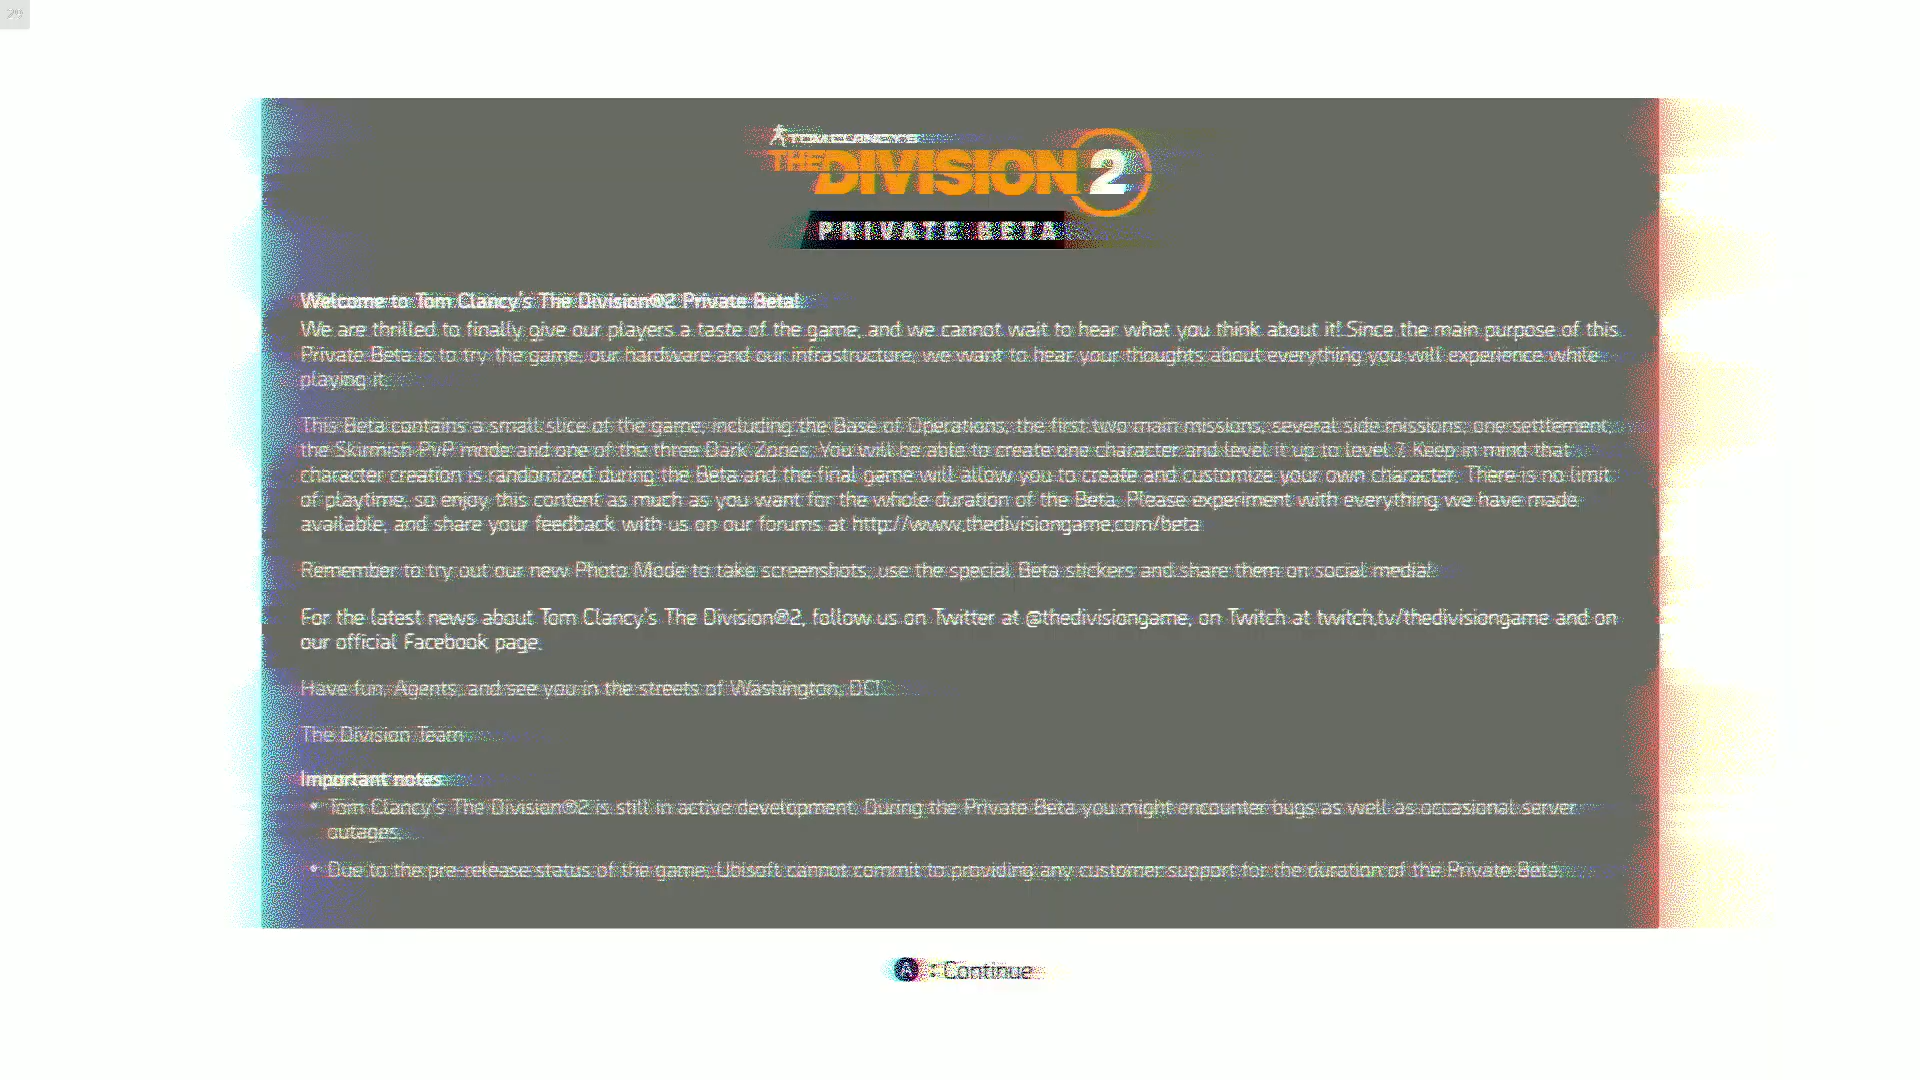 TOM CLANCY'S
THE DIVISION 2
PRIVATE BETA
Welcome to Tom Clancy's The Division®2 Private Beta!
We are thrilled to finally give our players a taste of the game, and we cannot wait to hear what you think about it! Since the main purpose of this
Private Beta is to try the game, our hardware and our infrastructure, we want to hear your thoughts about everything you will experience while
playing it.
This Beta contains a small slice of the game, including the Base of Operations, the first two main missions, several side missions, one settlement,
the Skirmish PvP mode and one of the three Dark Zones. You will be able to create one character and level it up to level 7. Keep in mind that
character creation is randomized during the Beta and the final game will allow you to create and customize your own character. There is no limit
of playtime, so enjoy this content as much as you want for the whole duration of the Beta. Please experiment with everything we have made
available, and share your feedback with us on our forums at http://www.thedivisiongame.com/beta
Remember to try out our new Photo Mode to take screenshots, use the special Beta stickers and share them on social media!
For the latest news about Tom Clancy's The Division®2, follow us on Twitter at @thedivisiongame, on Twitch at twitch.tv/thedivisiongame and on
our official Facebook page.
Have fun, Agents, and see you in the streets of Washington, DC!
The Division Team
Important notes
• Tom Clancy's The Division®2 is still in active development. During the Private Beta you might encounter bugs as well as occasional server
outages.
• Due to the pre-release status of the game, Ubisoft cannot commit to providing any customer support for the duration of the Private Beta.
A : Continue